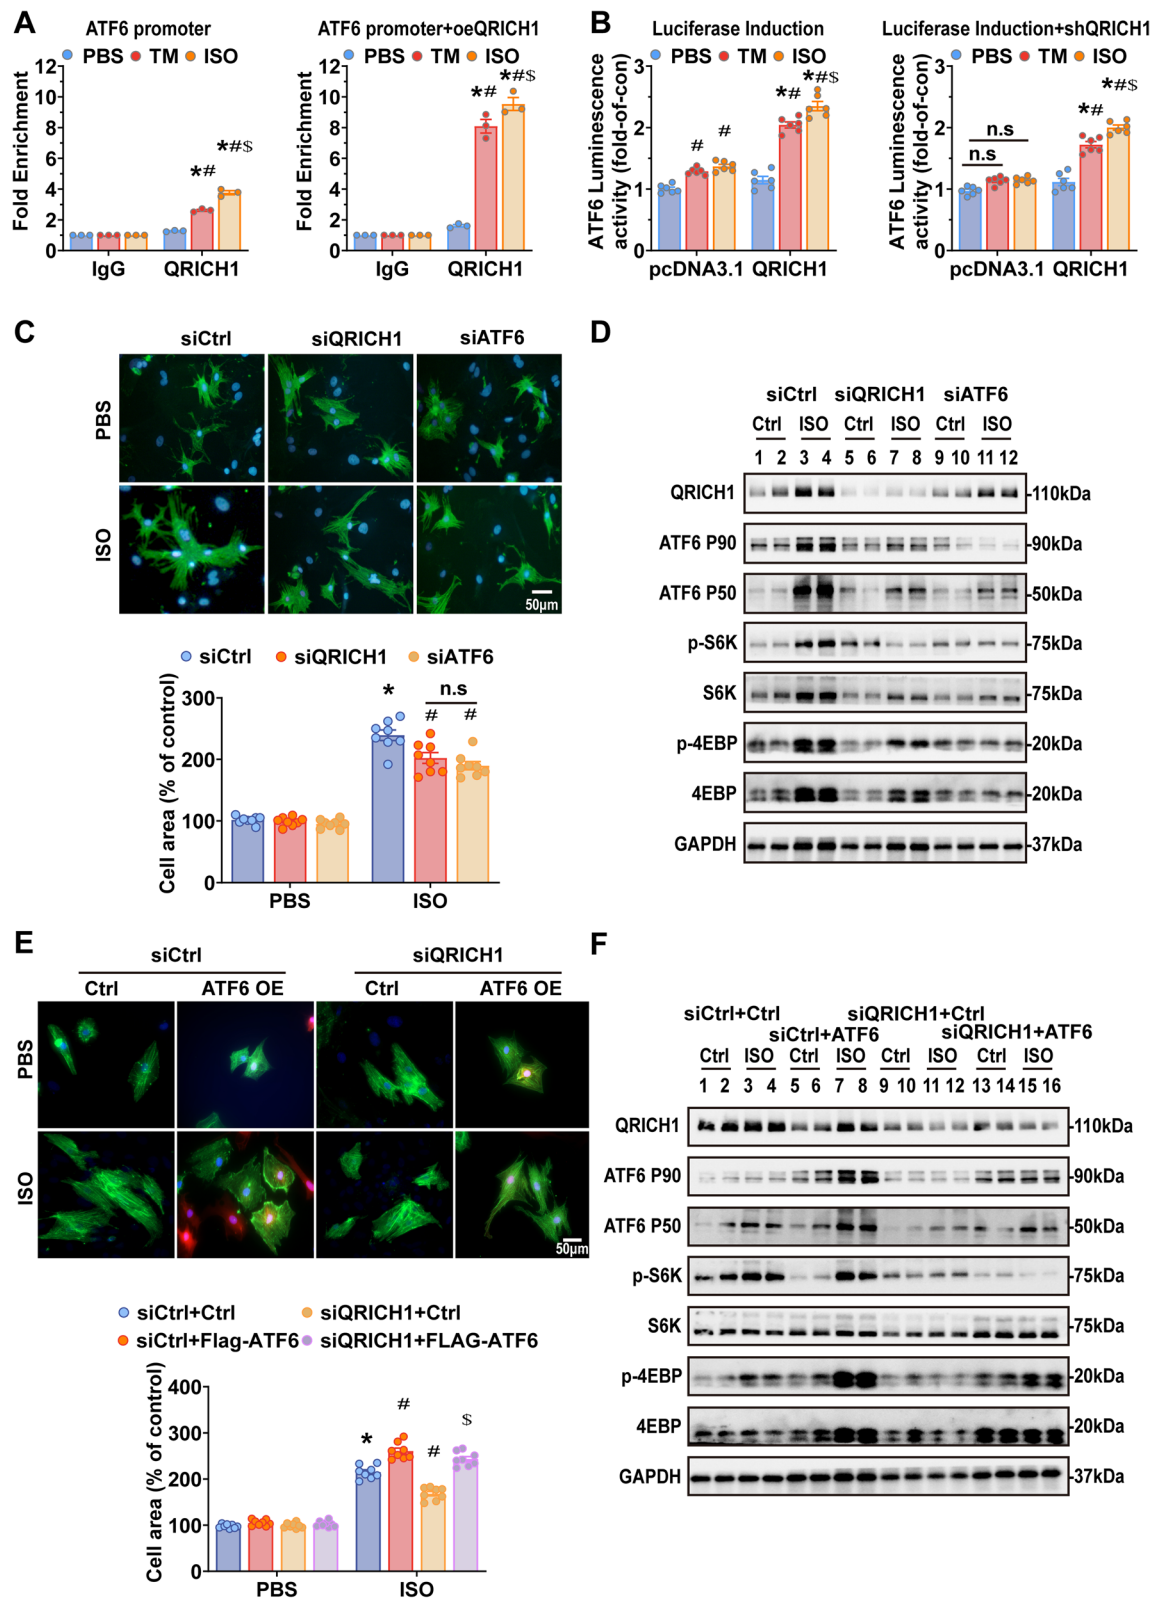 A
ATF6 promoter
PBS TM ISO
Fold Enrichment
12
10
8
6
4
2
0
*#
*#$
IgG
QRICH1
ATF6 promoter+oeQRICH1
PBS TM ISO
Fold Enrichment
12
10
8
6
4
2
0
*#
*#$
IgG
QRICH1
B
Luciferase Induction
PBS TM ISO
ATF6 Luminescence
activity (fold-of-con)
3
2
1
0
#
#
*#
*#$
pcDNA3.1
QRICH1
Luciferase Induction+shQRICH1
PBS TM ISO
ATF6 Luminescence
activity (fold-of-con)
3
2
1
0
n.s
n.s
*#
*#$
pcDNA3.1
QRICH1
C
siCtrl siQRICH1 siATF6
PBS
ISO
50μm
siCtrl siQRICH1 siATF6
Cell area (% of control)
300
200
100
0
*
n.s
#
#
PBS
ISO
D
siCtrl siQRICH1 siATF6
Ctrl ISO Ctrl ISO Ctrl ISO
1 2 3 4 5 6 7 8 9 10 11 12
QRICH1 -110kDa
ATF6 P90 -90kDa
ATF6 P50 -50kDa
p-S6K -75kDa
S6K -75kDa
p-4EBP -20kDa
4EBP -20kDa
GAPDH -37kDa
E
siCtrl siQRICH1
Ctrl ATF6 OE Ctrl ATF6 OE
PBS
ISO
50μm
siCtrl+Ctrl siQRICH1+Ctrl
siCtrl+Flag-ATF6 siQRICH1+FLAG-ATF6
Cell area (% of control)
400
300
200
100
0
*
#
#
$
PBS
ISO
F
siCtrl+Ctrl siQRICH1+Ctrl
siCtrl+ATF6 siQRICH1+ATF6
Ctrl ISO Ctrl ISO Ctrl ISO Ctrl ISO
1 2 3 4 5 6 7 8 9 10 11 12 13 14 15 16
QRICH1 -110kDa
ATF6 P90 -90kDa
ATF6 P50 -50kDa
p-S6K -75kDa
S6K -75kDa
p-4EBP -20kDa
4EBP -20kDa
GAPDH -37kDa